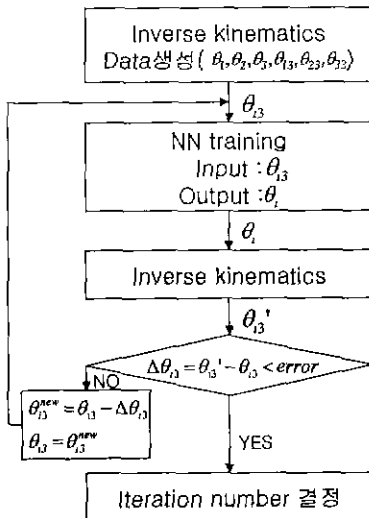 Inverse kinematics
Data생성( θ₁,θ₂,θ₃,θ₁₃,θ₂₃,θ₃₃)
θᵢ₃
NN training
Input : θᵢ₃
Output : θᵢ
θᵢ
Inverse kinematics
θᵢ₃'
Δθᵢ₃ = θᵢ₃' − θᵢ₃ < error
NO
θᵢ₃ⁿᵉʷ = θᵢ₃ − Δθᵢ₃
θᵢ₃ = θᵢ₃ⁿᵉʷ
YES
Iteration number 결정